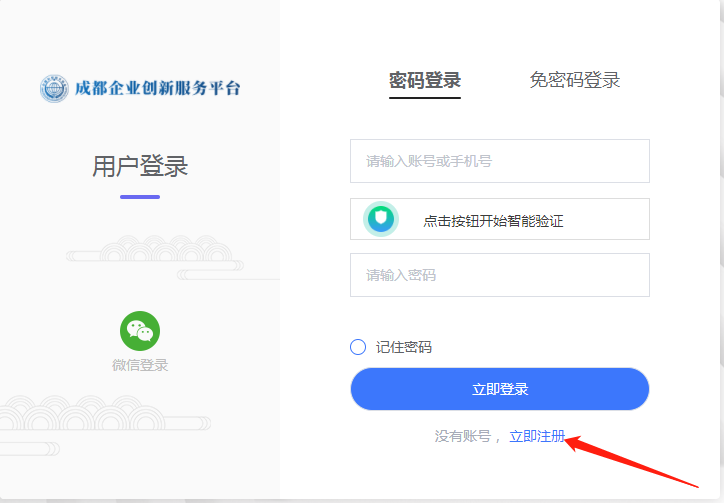 成都企业创新服务平台
用户登录
微信登录
密码登录
免密码登录
请输入账号或手机号
点击按钮开始智能验证
请输入密码
记住密码
立即登录
没有账号，立即注册